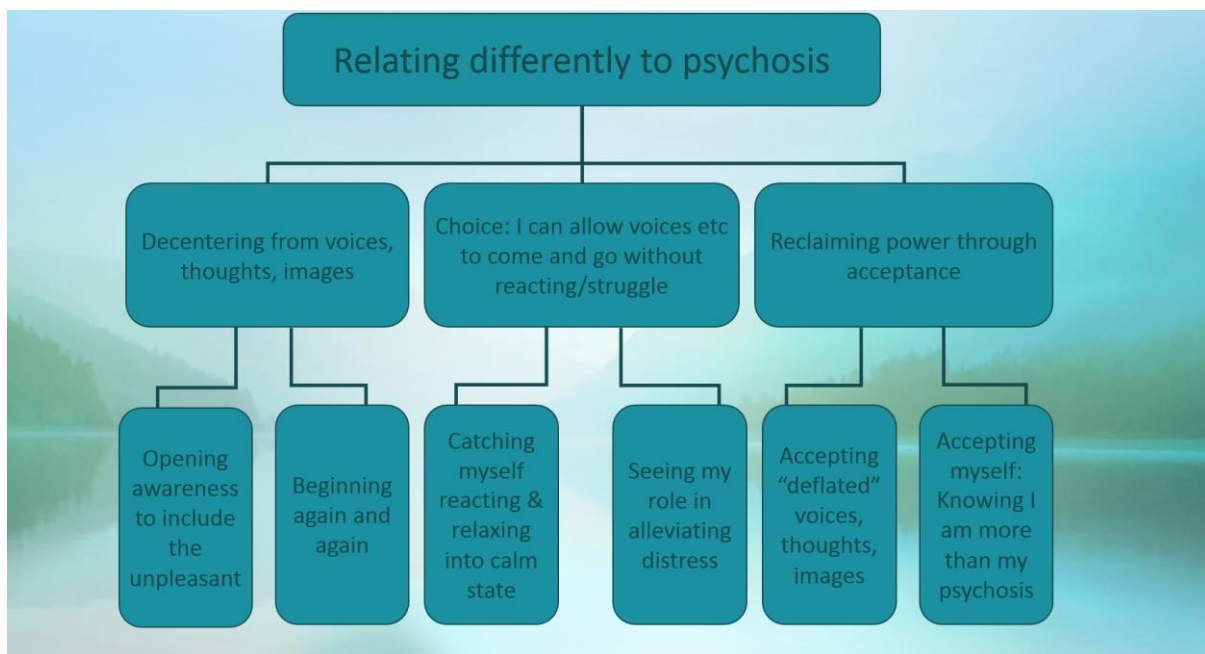 Relating differently to psychosis
Decentering from voices,
thoughts, images
Choice: I can allow voices etc
to come and go without
reacting/struggle
Reclaiming power through
acceptance
Opening
awareness
to include
the
unpleasant
Beginning
again and
again
Catching
myself
reacting &
relaxing
into calm
state
Seeing my
role in
alleviating
distress
Accepting
“deflated”
voices,
thoughts,
images
Accepting
myself:
Knowing I
am more
than my
psychosis